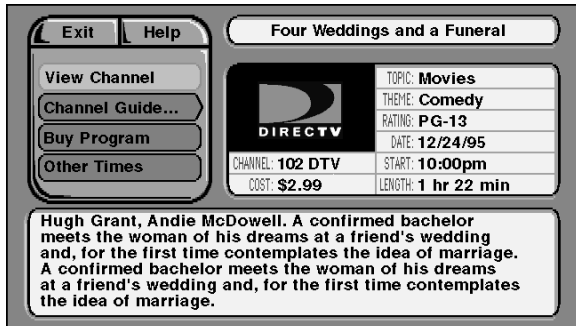 Exit
Help
Four Weddings and a Funeral
View Channel
Channel Guide...
Buy Program
Other Times
DIRECTV
TOPIC: Movies
THEME: Comedy
RATING: PG-13
DATE: 12/24/95
CHANNEL: 102 DTV
START: 10:00pm
COST: $2.99
LENGTH: 1 hr 22 min
Hugh Grant, Andie McDowell. A confirmed bachelor
meets the woman of his dreams at a friend's wedding
and, for the first time contemplates the idea of marriage.
A confirmed bachelor meets the woman of his dreams
at a friend's wedding and, for the first time contemplates
the idea of marriage.